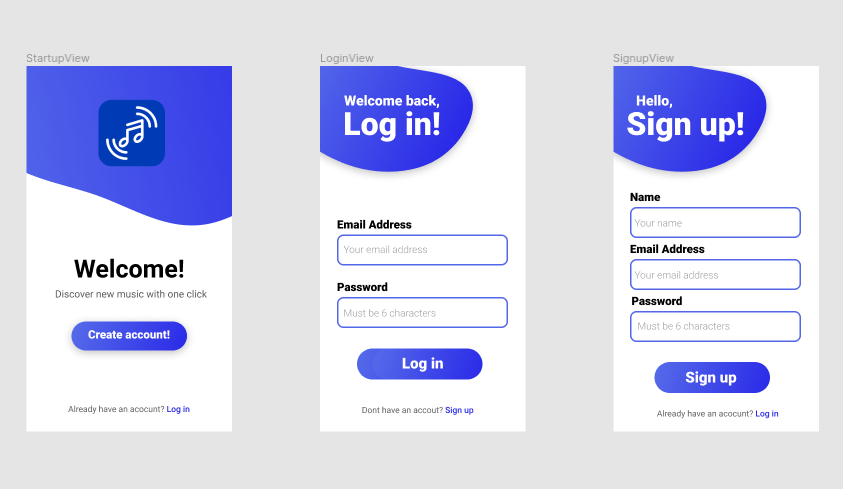 StartupView
Welcome!
Discover new music with one click
Create account!
Already have an acocunt? Log in
LoginView
Welcome back,
Log in!
Email Address
Your email address
Password
Must be 6 characters
Log in
Dont have an accout? Sign up
SignupView
Hello,
Sign up!
Name
Your name
Email Address
Your email address
Password
Must be 6 characters
Sign up
Already have an acocunt? Log in